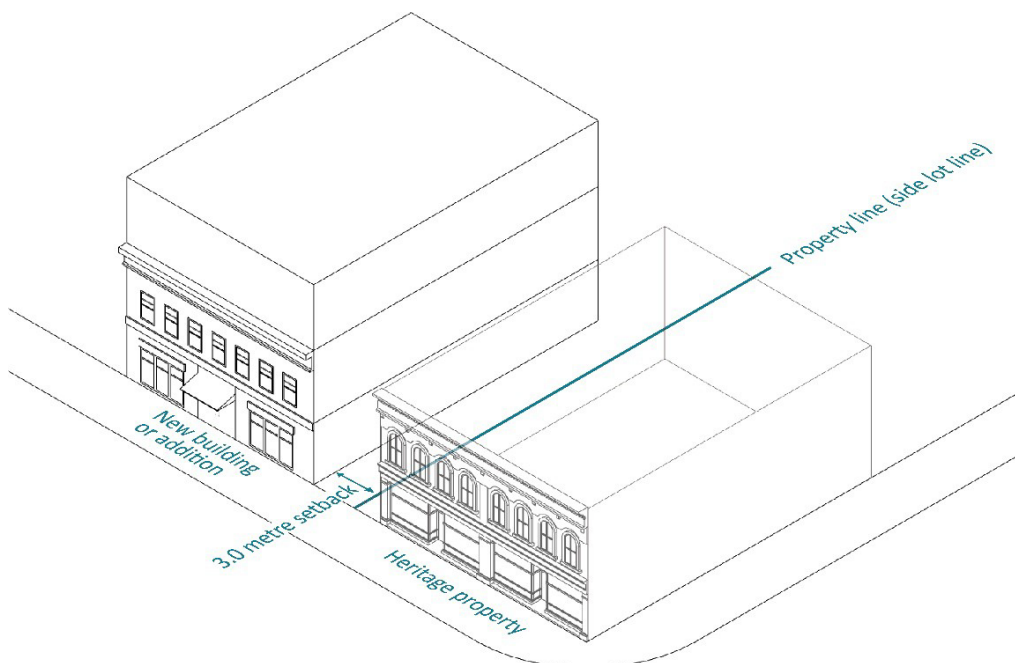 Property line (side lot line)
New building
or addition
3.0 metre setback
Heritage property